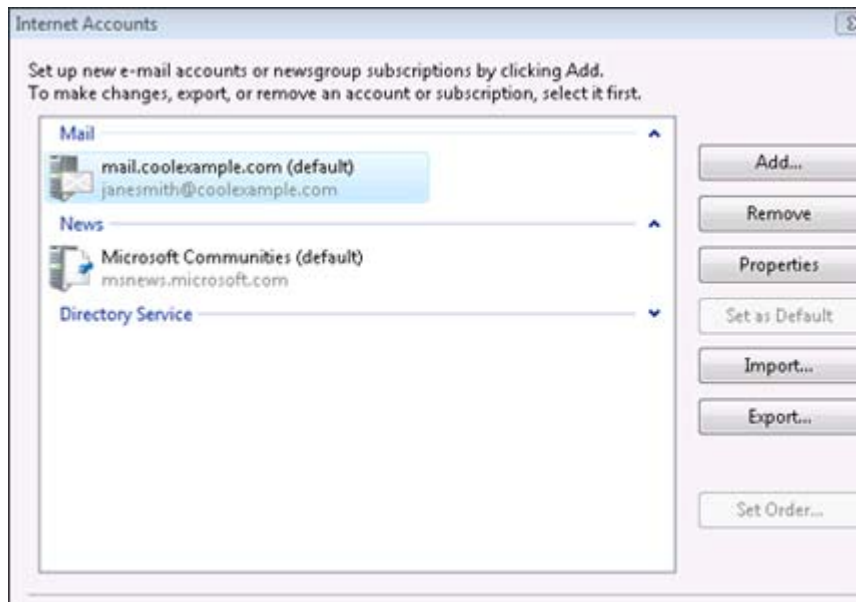 Internet Accounts
Set up new e-mail accounts or newsgroup subscriptions by clicking Add.
To make changes, export, or remove an account or subscription, select it first.
Mail
mail.coolexample.com (default)
janesmith@coolexample.com
News
Microsoft Communities (default)
msnews.microsoft.com
Directory Service
Add...
Remove
Properties
Set as Default
Import...
Export...
Set Order...